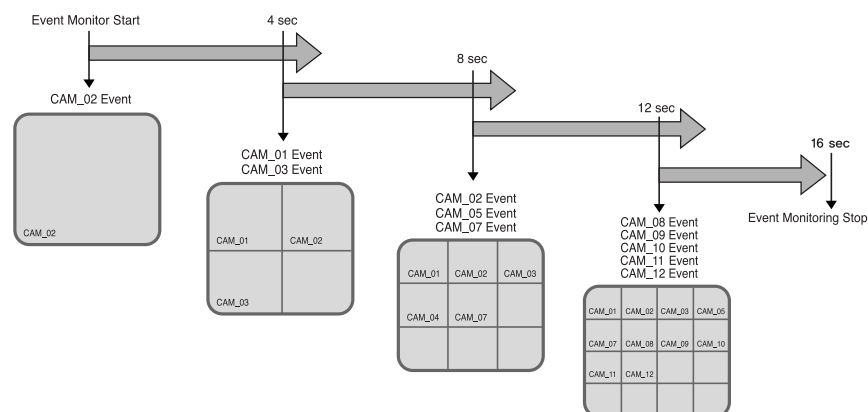 Event Monitor Start
4 sec
8 sec
12 sec
16 sec
CAM_02 Event
CAM_02
CAM_01 Event
CAM_03 Event
CAM_01
CAM_02
CAM_03
CAM_02 Event
CAM_05 Event
CAM_07 Event
CAM_01
CAM_02
CAM_03
CAM_04
CAM_07
CAM_08 Event
CAM_09 Event
CAM_10 Event
CAM_11 Event
CAM_12 Event
CAM_01
CAM_02
CAM_03
CAM_05
CAM_07
CAM_08
CAM_09
CAM_10
CAM_11
CAM_12
Event Monitoring Stop